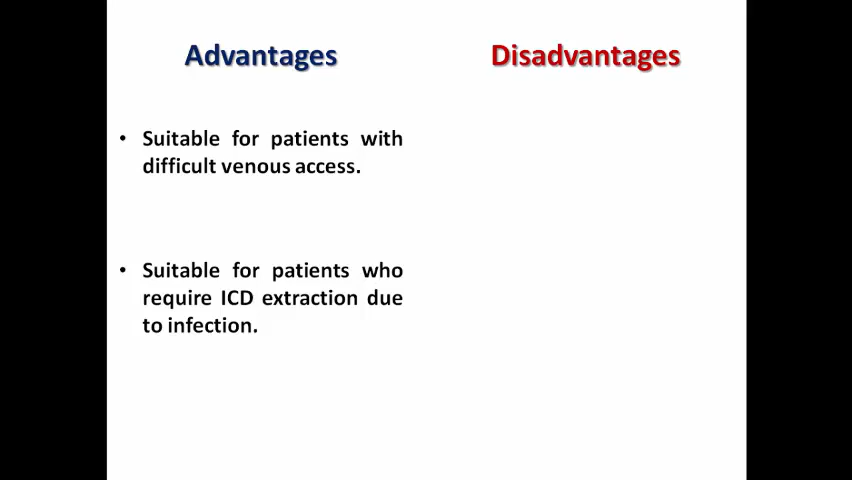 Advantages
Disadvantages
• Suitable for patients with
difficult venous access.
• Suitable for patients who
require ICD extraction due
to infection.